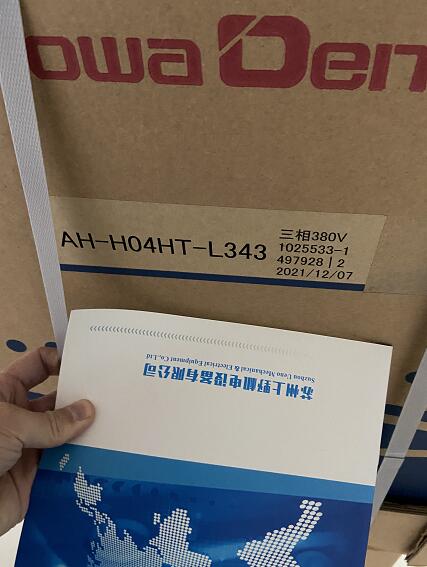 owa Den
AH-H04HT-L343
三相380V
1025533-1
497928|2
2021/12/07
苏州上野机电设备有限公司
Suzhou Ueno Mechanical & Electrical Equipment Co.,Ltd